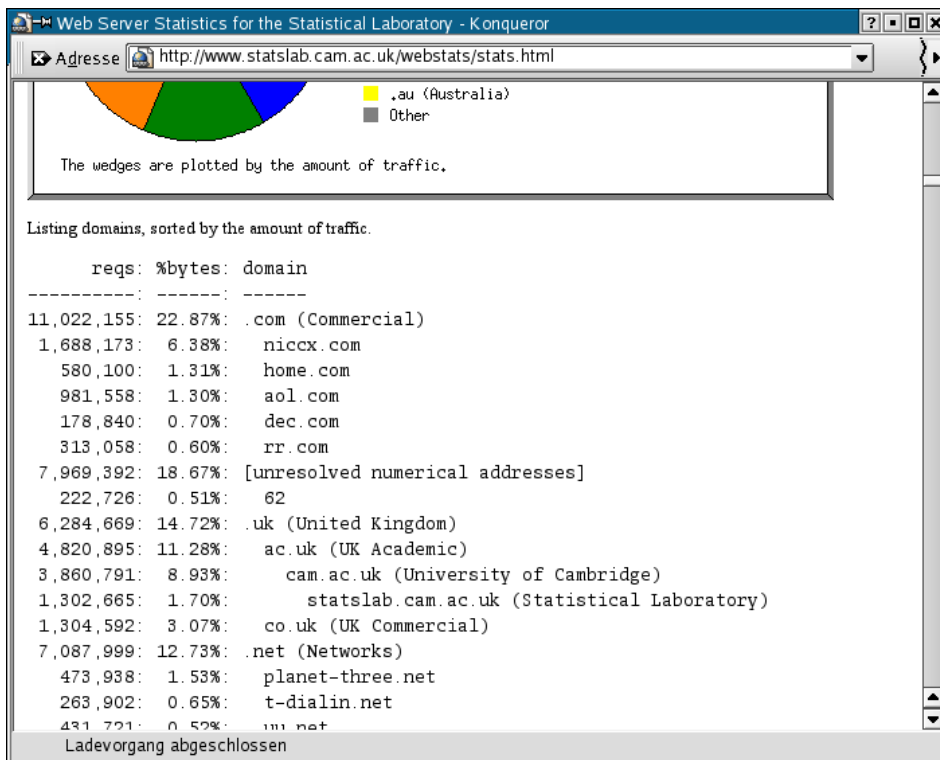 Web Server Statistics for the Statistical Laboratory - Konqueror
Adresse http://www.statslab.cam.ac.uk/webstats/stats.html
.au (Australia)
Other
The wedges are plotted by the amount of traffic.
Listing domains, sorted by the amount of traffic.
reqs: %bytes: domain
----------: ------: ------
11,022,155: 22.87%: .com (Commercial)
1,688,173: 6.38%: niccx.com
580,100: 1.31%: home.com
981,558: 1.30%: aol.com
178,840: 0.70%: dec.com
313,058: 0.60%: rr.com
7,969,392: 18.67%: [unresolved numerical addresses]
222,726: 0.51%: 62
6,284,669: 14.72%: .uk (United Kingdom)
4,820,895: 11.28%: ac.uk (UK Academic)
3,860,791: 8.93%: cam.ac.uk (University of Cambridge)
1,302,665: 1.70%: statslab.cam.ac.uk (Statistical Laboratory)
1,304,592: 3.07%: co.uk (UK Commercial)
7,087,999: 12.73%: .net (Networks)
473,938: 1.53%: planet-three.net
263,902: 0.65%: t-dialin.net
431,721: 0.52%: uu.net
Ladevorgang abgeschlossen